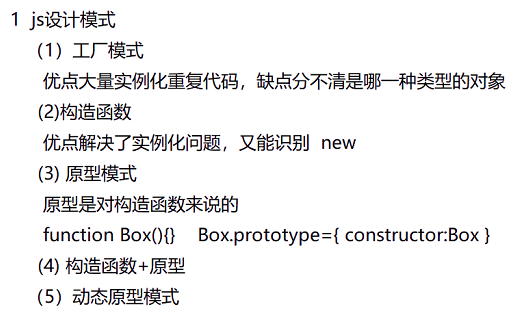 1 js设计模式
（1）工厂模式
优点大量实例化重复代码，缺点分不清是哪一种类型的对象
(2)构造函数
优点解决了实例化问题，又能识别 new
(3) 原型模式
原型是对构造函数来说的
function Box(){} Box.prototype={ constructor:Box }
(4) 构造函数+原型
（5）动态原型模式